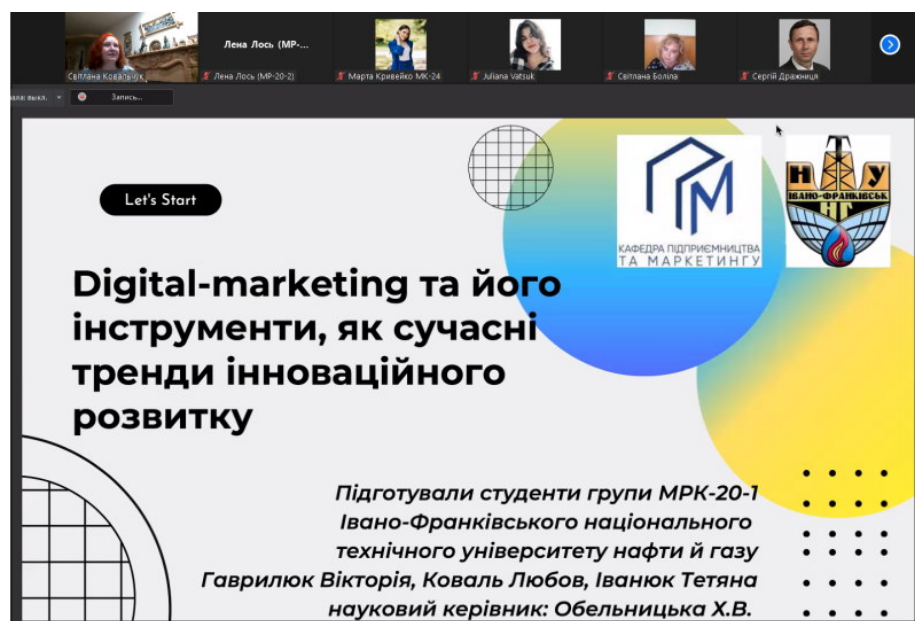 Лена Лось (МР-...
Світлана Ковальчук
Лена Лось (МР-20-2)
Марта Кривейко МК-24
Juliana Vatsuk
Світлана Боліла
Сергій Дражниця
выкл.
Запись...
Let's Start
КАФЕДРА ПІДПРИЄМНИЦТВА
ТА МАРКЕТИНГУ
Н Т У
ІВАНО-ФРАНКІВСЬК
НГ
Digital-marketing та його
інструменти, як сучасні
тренди інноваційного
розвитку
Підготували студенти групи МРК-20-1
Івано-Франківського національного
технічного університету нафти й газу
Гаврилюк Вікторія, Коваль Любов, Іванюк Тетяна
науковий керівник: Обельницька Х.В.